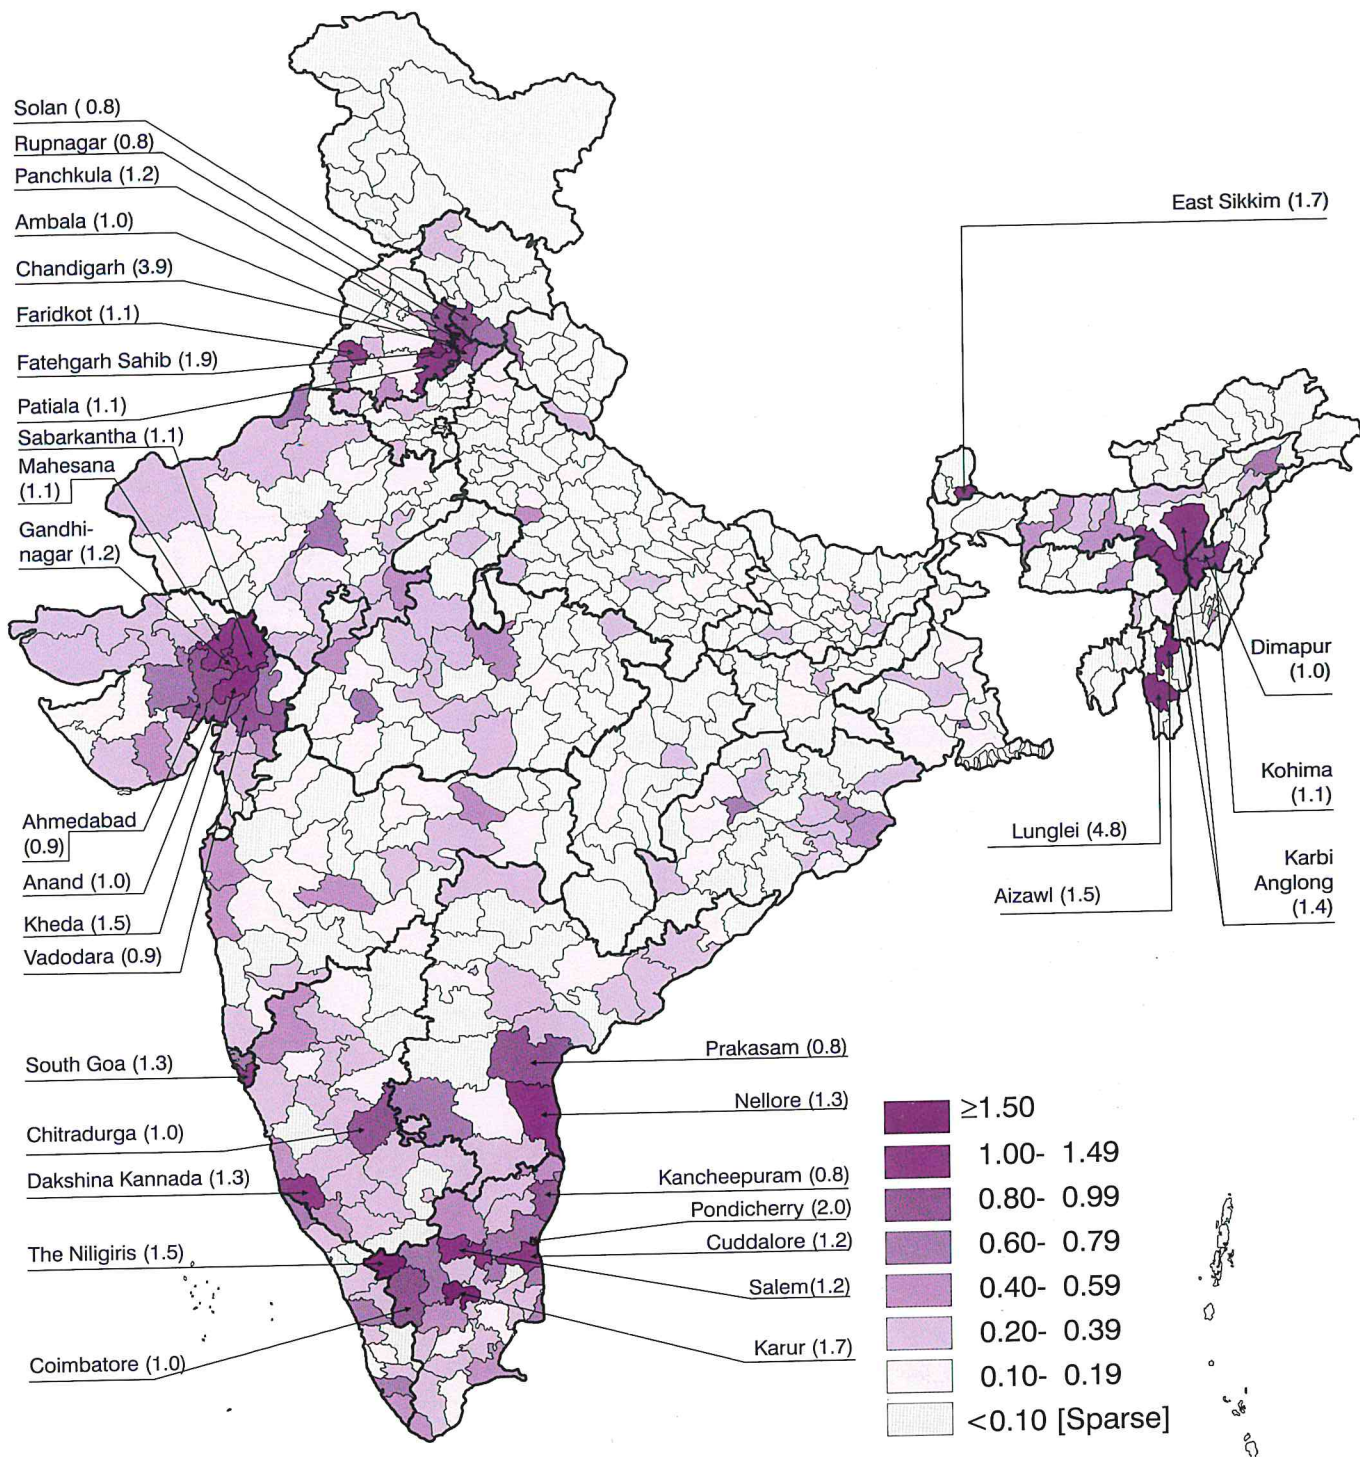 Solan ( 0.8)
Rupnagar (0.8)
Panchkula (1.2)
Ambala (1.0)
Chandigarh (3.9)
Faridkot (1.1)
Fatehgarh Sahib (1.9)
Patiala (1.1)
Sabarkantha (1.1)
Mahesana
(1.1)
Gandhi-
nagar (1.2)
Ahmedabad
(0.9)
Anand (1.0)
Kheda (1.5)
Vadodara (0.9)
South Goa (1.3)
Chitradurga (1.0)
Dakshina Kannada (1.3)
The Niligiris (1.5)
Coimbatore (1.0)
East Sikkim (1.7)
Dimapur
(1.0)
Kohima
(1.1)
Lunglei (4.8)
Karbi
Anglong
(1.4)
Aizawl (1.5)
Prakasam (0.8)
Nellore (1.3)
Kancheepuram (0.8)
Pondicherry (2.0)
Cuddalore (1.2)
Salem(1.2)
Karur (1.7)
≥1.50
1.00- 1.49
0.80- 0.99
0.60- 0.79
0.40- 0.59
0.20- 0.39
0.10- 0.19
<0.10 [Sparse]